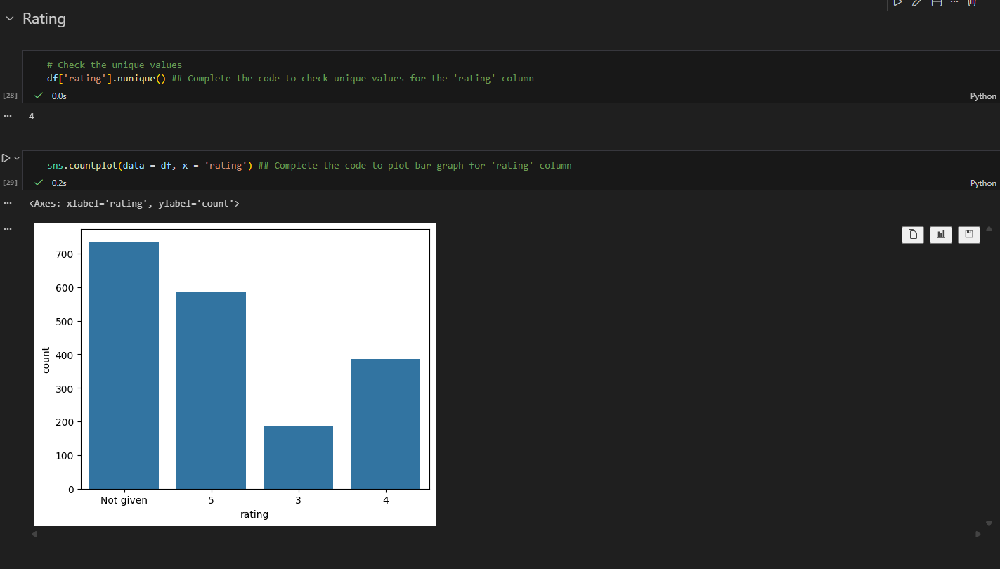 Rating
# Check the unique values
df['rating'].nunique() ## Complete the code to check unique values for the 'rating' column
[28]
0.0s
Python
4
sns.countplot(data = df, x = 'rating') ## Complete the code to plot bar graph for 'rating' column
[29]
0.2s
Python
<Axes: xlabel='rating', ylabel='count'>
700
600
500
400
300
200
100
0
count
Not given 5 3 4
rating